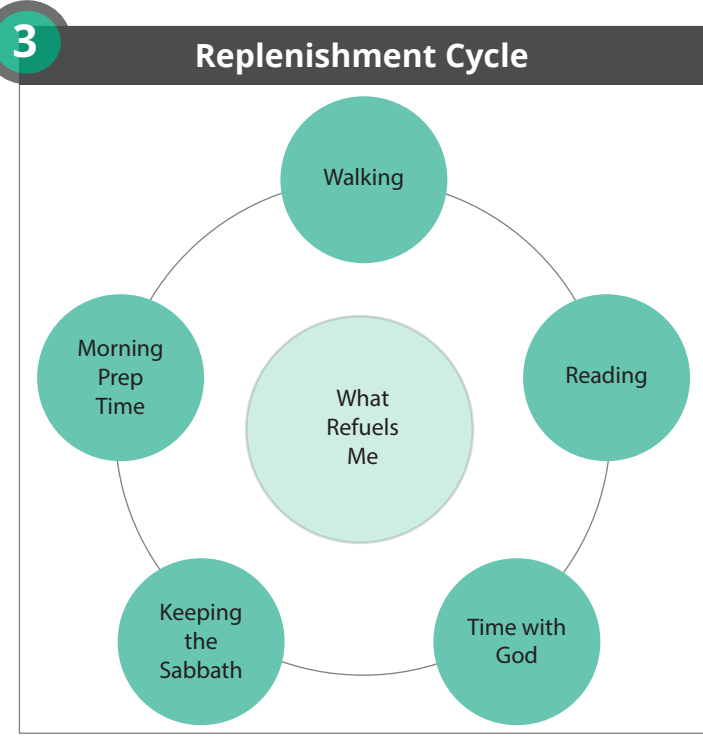 3
Replenishment Cycle
Walking
Reading
Time with
God
Keeping
the
Sabbath
Morning
Prep
Time
What
Refuels
Me